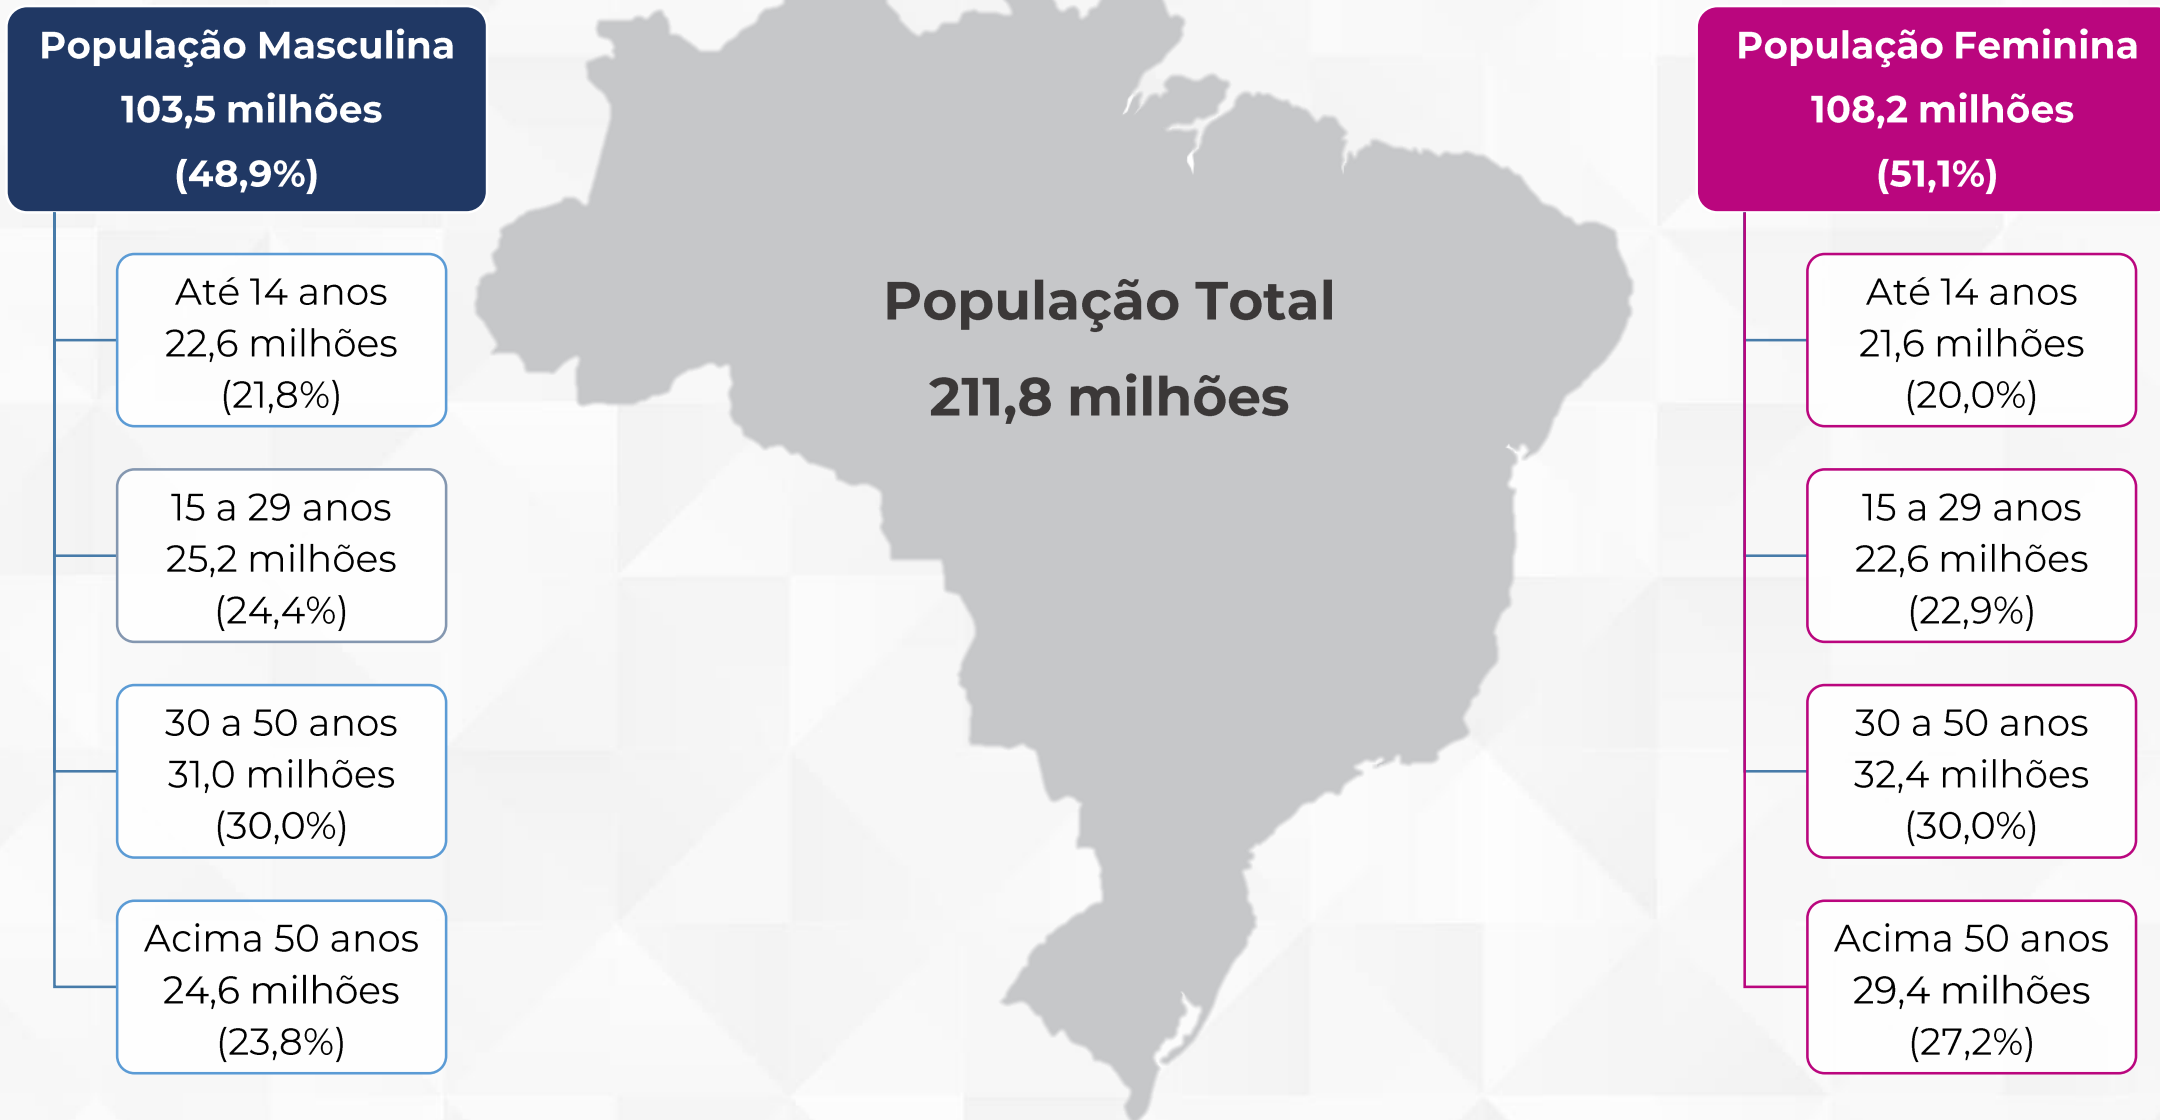 População Masculina
103,5 milhões
(48,9%)
Até 14 anos
22,6 milhões
(21,8%)
15 a 29 anos
25,2 milhões
(24,4%)
30 a 50 anos
31,0 milhões
(30,0%)
Acima 50 anos
24,6 milhões
(23,8%)
População Total
211,8 milhões
População Feminina
108,2 milhões
(51,1%)
Até 14 anos
21,6 milhões
(20,0%)
15 a 29 anos
22,6 milhões
(22,9%)
30 a 50 anos
32,4 milhões
(30,0%)
Acima 50 anos
29,4 milhões
(27,2%)